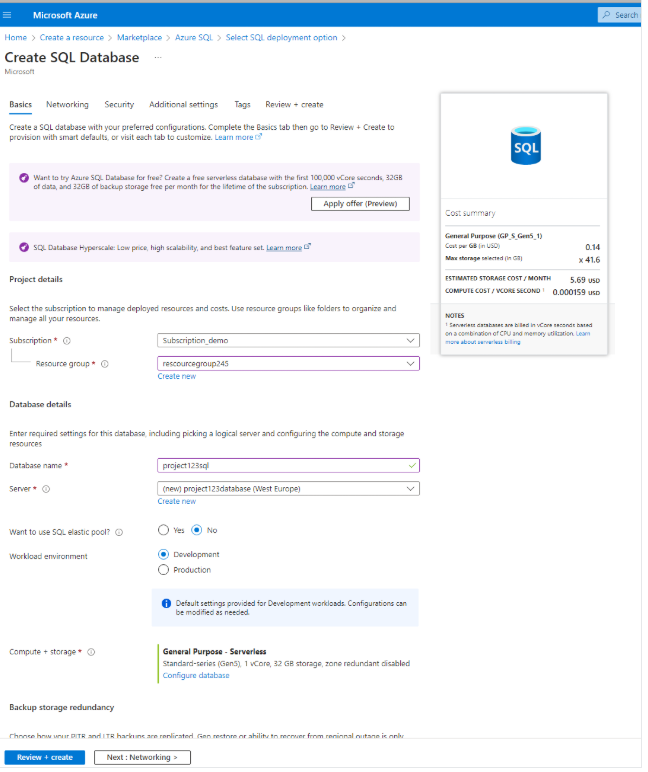 Microsoft Azure
Search
Home > Create a resource > Marketplace > Azure SQL > Select SQL deployment option >
Create SQL Database ...
Microsoft
Basics Networking Security Additional settings Tags Review + create
Create a SQL database with your preferred configurations. Complete the Basics tab then go to Review + Create to
provision with smart defaults, or visit each tab to customize. Learn more
Want to try Azure SQL Database for free? Create a free serverless database with the first 100,000 vCore seconds, 32GB
of data, and 32GB of backup storage free per month for the lifetime of the subscription. Learn more
Apply offer (Preview)
SQL Database Hyperscale: Low price, high scalability, and best feature set. Learn more
Project details
Select the subscription to manage deployed resources and costs. Use resource groups like folders to organize and
manage all your resources.
Subscription *
Subscription_demo
Resource group *
rescourcegroup245
Create new
Database details
Enter required settings for this database, including picking a logical server and configuring the compute and storage
resources
Database name *
project123sql
Server *
(new) project123database (West Europe)
Create new
Want to use SQL elastic pool?
Yes No
Workload environment
Development
Production
Default settings provided for Development workloads. Configurations can
be modified as needed.
Compute + storage *
General Purpose - Serverless
Standard-series (Gen5), 1 vCore, 32 GB storage, zone redundant disabled
Configure database
Backup storage redundancy
Choose how your PITR and LTR backups are replicated. Geo restore or ability to recover from regional outage is only
Review + create
Next : Networking >
SQL
Cost summary
General Purpose (GP_S_Gen5_1)
Cost per GB (in USD) 0.14
Max storage selected (in GB) x 41.6
ESTIMATED STORAGE COST / MONTH 5.69 USD
COMPUTE COST / VCORE SECOND ¹ 0.000159 USD
NOTES
¹ Serverless databases are billed in vCore seconds based
on a combination of CPU and memory utilization. Learn
more about serverless billing